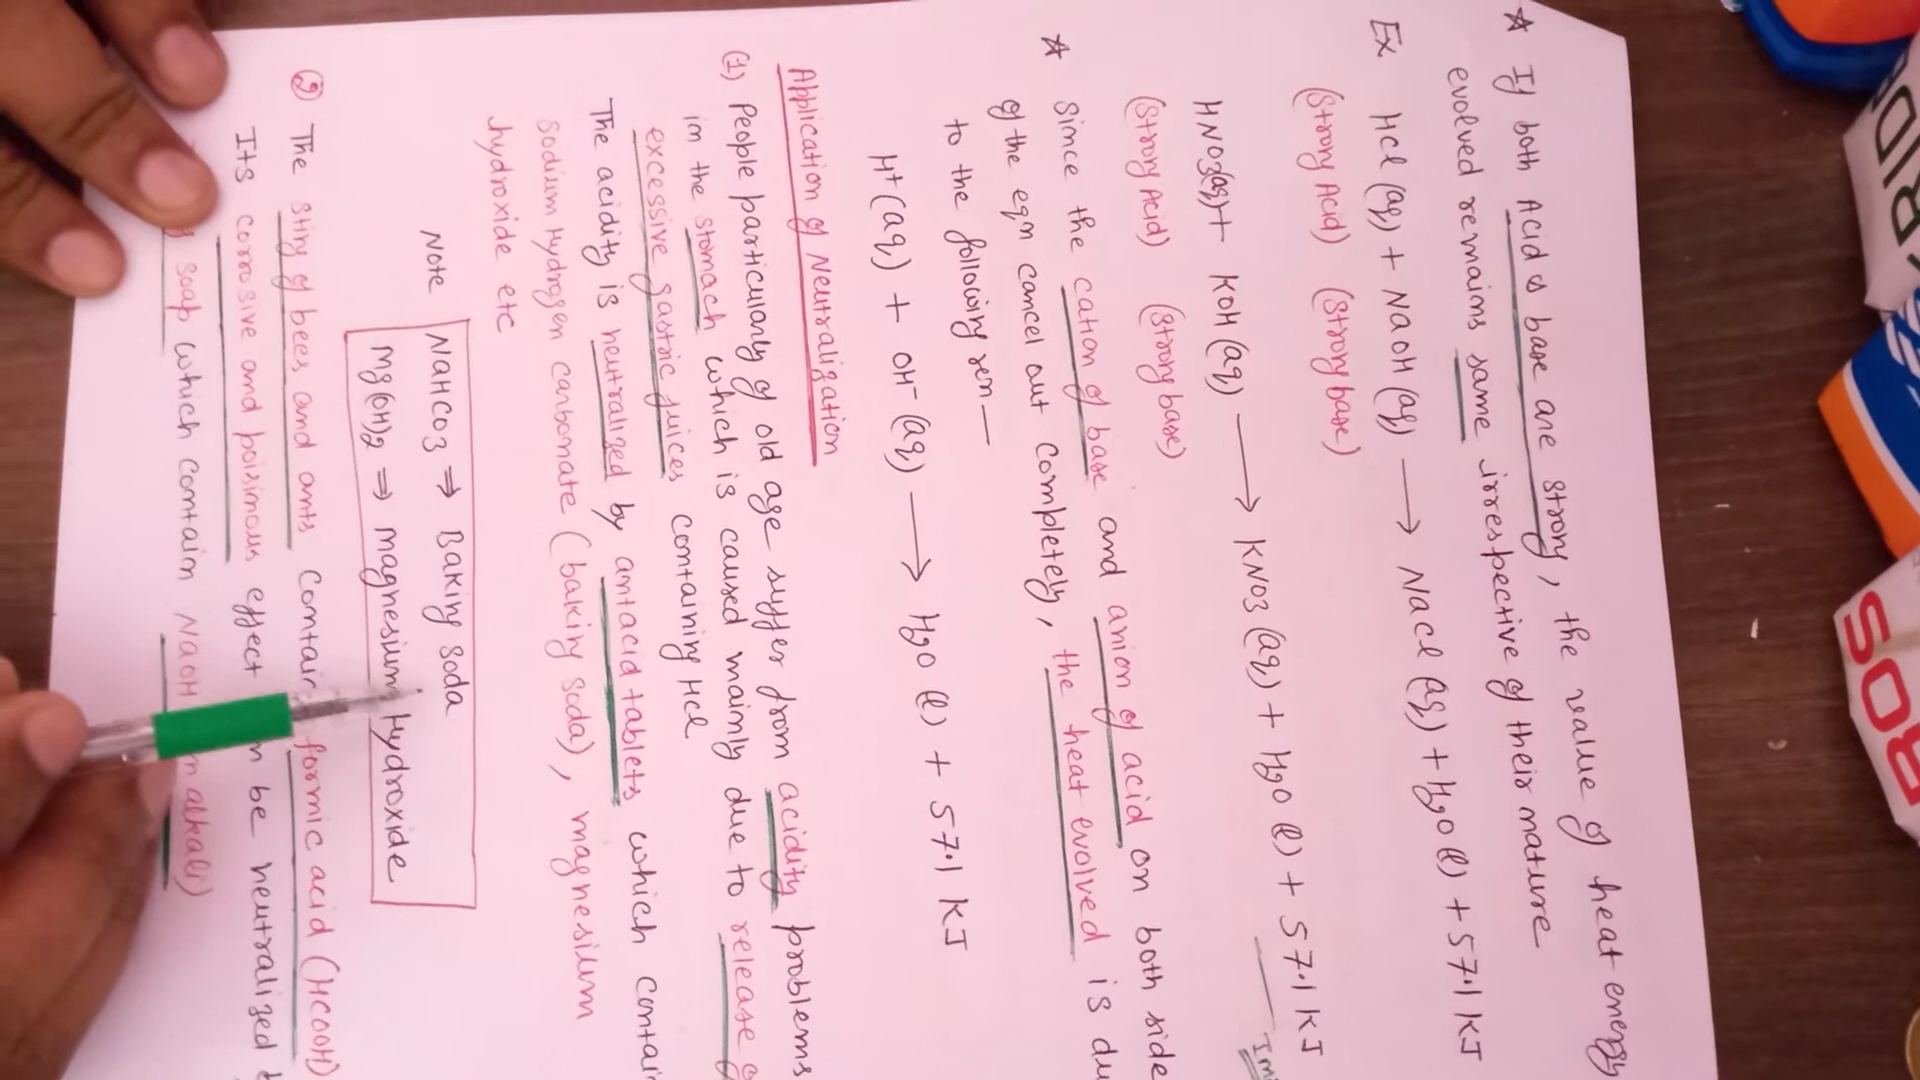 ☆ If both Acid & base are strong, the value of heat energy
evolved remains same irrespective of their nature
Ex HCl (aq) + NaOH (aq) ⟶ NaCl (aq) + H2O (l) + 57.1 KJ
(Strong Acid) (Strong base)
HNO3(aq) + KOH (aq) ⟶ KNO3 (aq) + H2O (l) + 57.1 KJ
(Strong Acid) (Strong base)
☆ Since the cation of base and anion of acid on both side
of the eqn cancel out completely, the heat evolved is du
to the following rxn —
H+ (aq) + OH- (aq) ⟶ H2O (l) + 57.1 KJ
Application of Neutralization
(1) People particularly of old age suffer from acidity problems
in the stomach which is caused mainly due to release
excessive gastric juices containing HCl
The acidity is neutralized by antacid tablets which contai
sodium Hydrogen carbonate (baking soda), magnesium
hydroxide etc
Note NaHCO3 ⇒ Baking soda
Mg(OH)2 ⇒ magnesium Hydroxide
② The sting of bees and ants contain formic acid (HCOOH)
Its corrosive and poisinous effect be neutralized
soap which contain NaOH alkali)
RID
BOS